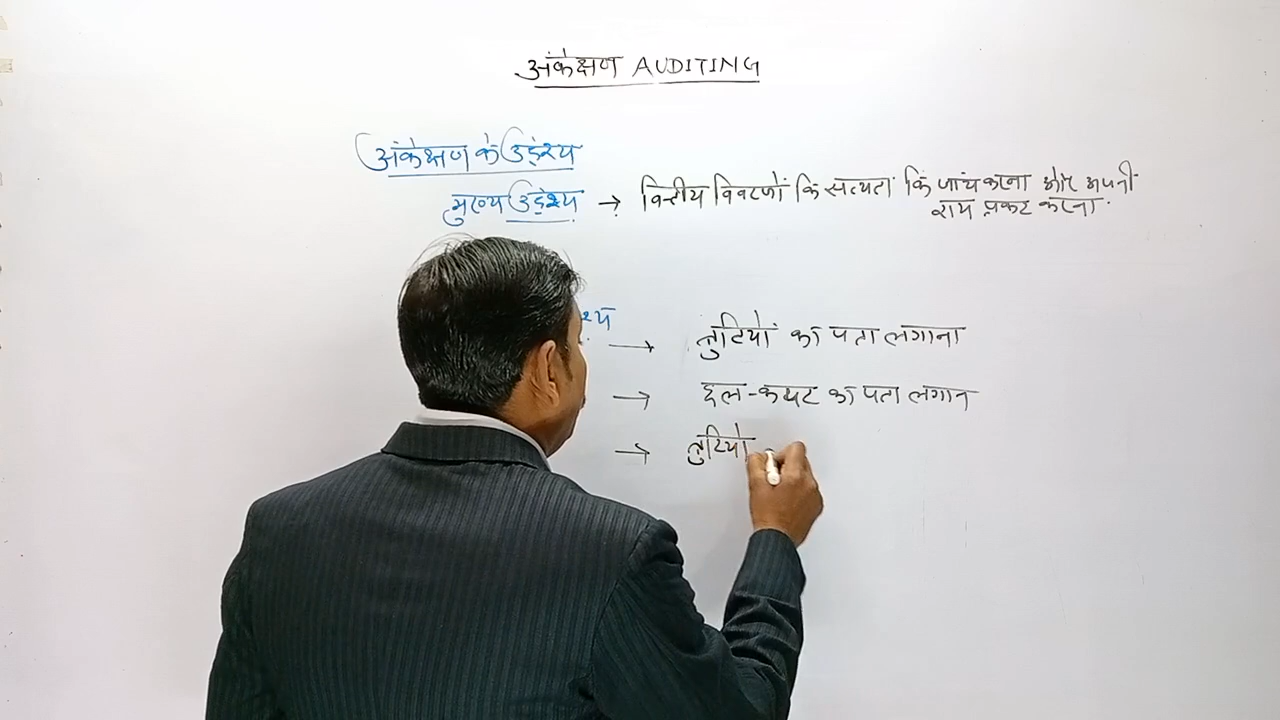 अंकेक्षण AUDITING
अंकेक्षण के उद्देश्य
मुख्य उद्देश्य → वित्तीय विवरणों कि सत्यता कि जांच करना और अपनी
राय प्रकट करना.
→ त्रुटियों का पता लगाना
→ छल-कपट का पता लगान
→ त्रुटियो